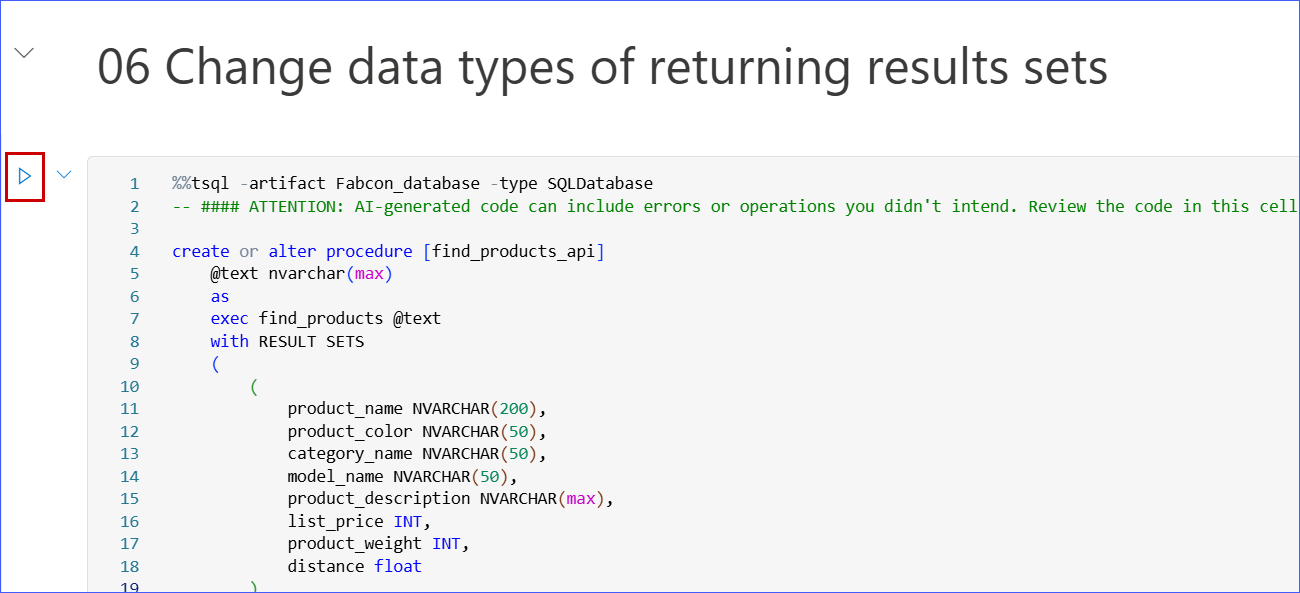 06 Change data types of returning results sets
1 %%tsql -artifact Fabcon_database -type SQLDatabase
2 -- #### ATTENTION: AI-generated code can include errors or operations you didn't intend. Review the code in this cell
3
4 create or alter procedure [find_products_api]
5 @text nvarchar(max)
6 as
7 exec find_products @text
8 with RESULT SETS
9 (
10 (
11 product_name NVARCHAR(200),
12 product_color NVARCHAR(50),
13 category_name NVARCHAR(50),
14 model_name NVARCHAR(50),
15 product_description NVARCHAR(max),
16 list_price INT,
17 product_weight INT,
18 distance float
19 )